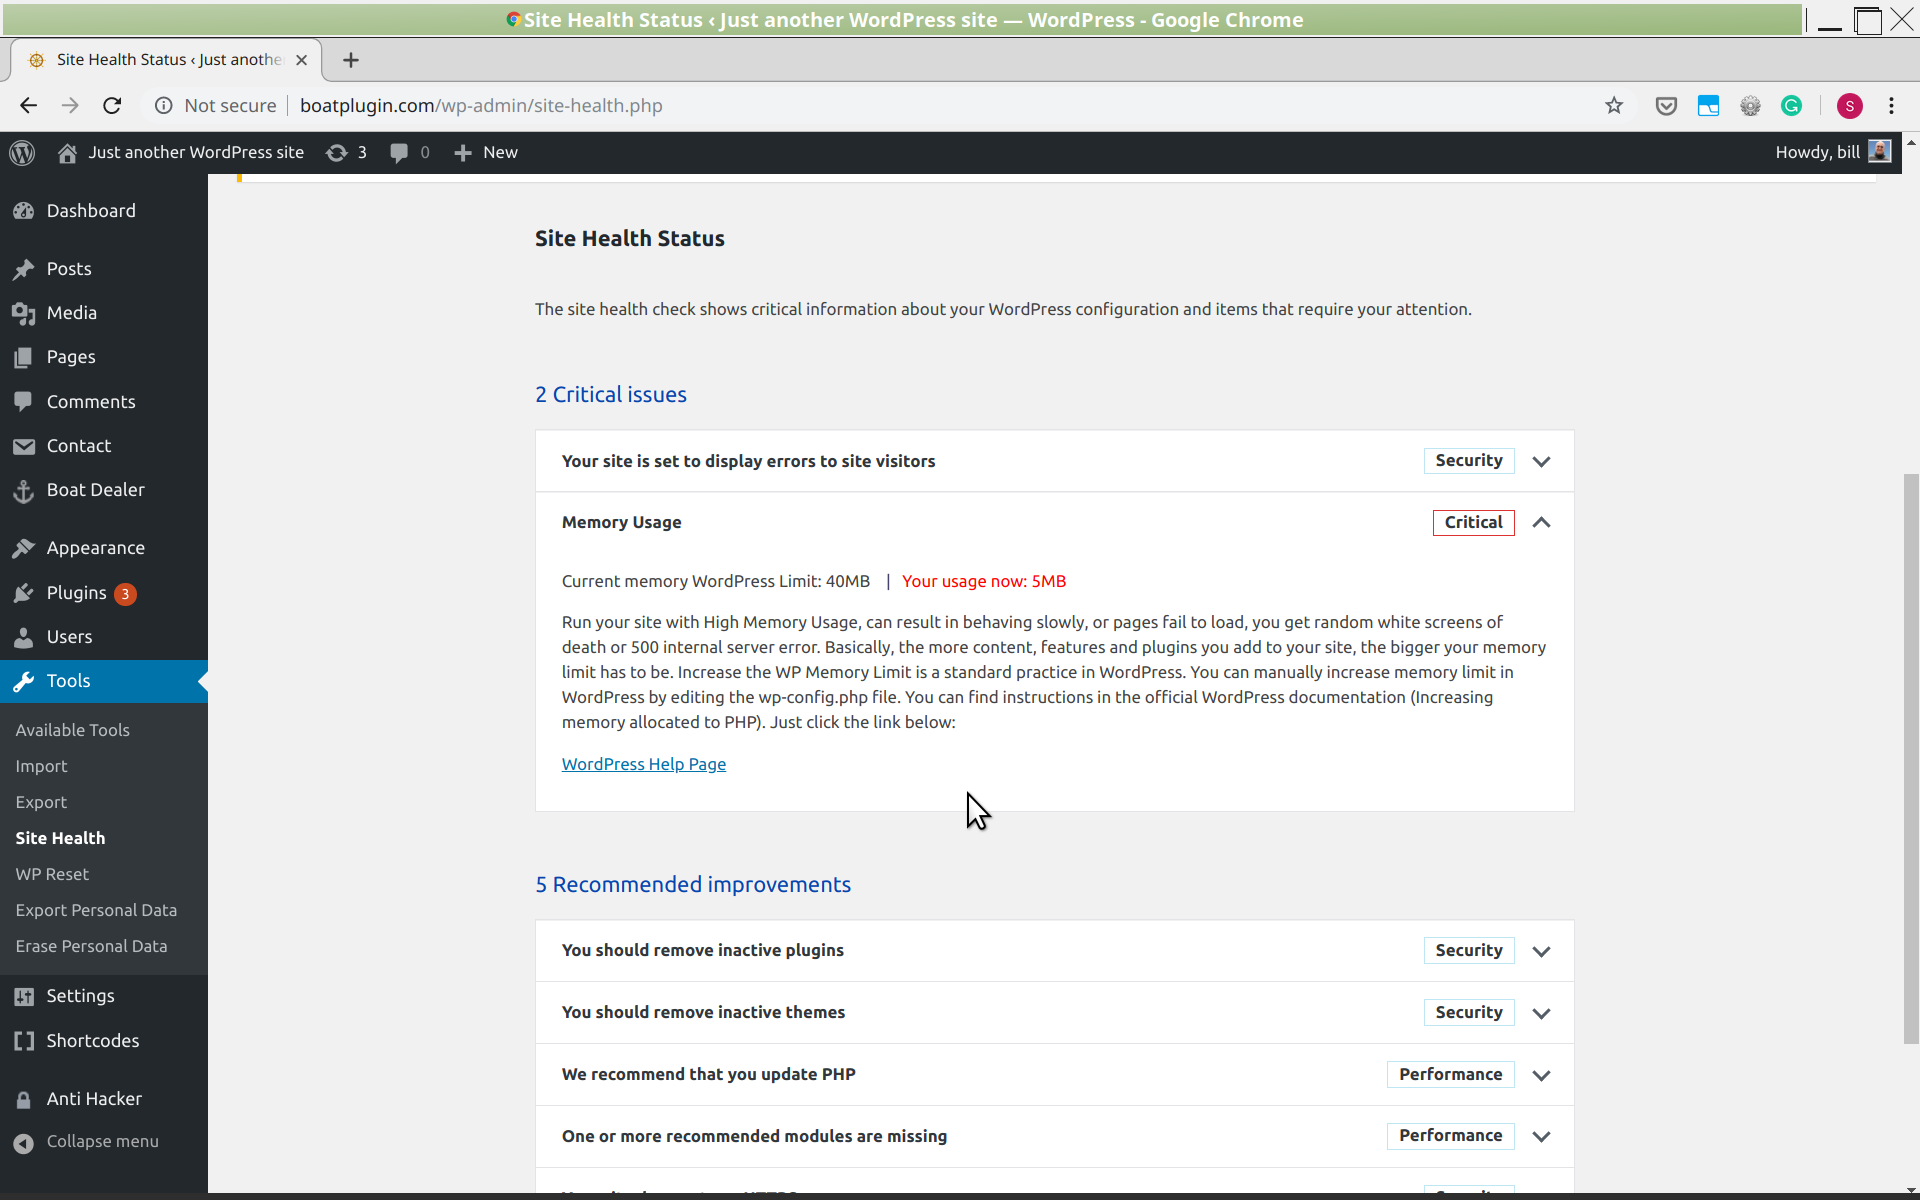 Site Health Status ‹ Just another WordPress site — WordPress - Google Chrome
Site Health Status ‹ Just anothe
Not secure
boatplugin.com/wp-admin/site-health.php
S
Just another WordPress site
3
0
New
Howdy, bill
Dashboard
Posts
Media
Pages
Comments
Contact
Boat Dealer
Appearance
Plugins 3
Users
Tools
Available Tools
Import
Export
Site Health
WP Reset
Export Personal Data
Erase Personal Data
Settings
Shortcodes
Anti Hacker
Collapse menu
Site Health Status
The site health check shows critical information about your WordPress configuration and items that require your attention.
2 Critical issues
Your site is set to display errors to site visitors
Security
Memory Usage
Critical
Current memory WordPress Limit: 40MB | Your usage now: 5MB
Run your site with High Memory Usage, can result in behaving slowly, or pages fail to load, you get random white screens of
death or 500 internal server error. Basically, the more content, features and plugins you add to your site, the bigger your memory
limit has to be. Increase the WP Memory Limit is a standard practice in WordPress. You can manually increase memory limit in
WordPress by editing the wp-config.php file. You can find instructions in the official WordPress documentation (Increasing
memory allocated to PHP). Just click the link below:
WordPress Help Page
5 Recommended improvements
You should remove inactive plugins
Security
You should remove inactive themes
Security
We recommend that you update PHP
Performance
One or more recommended modules are missing
Performance